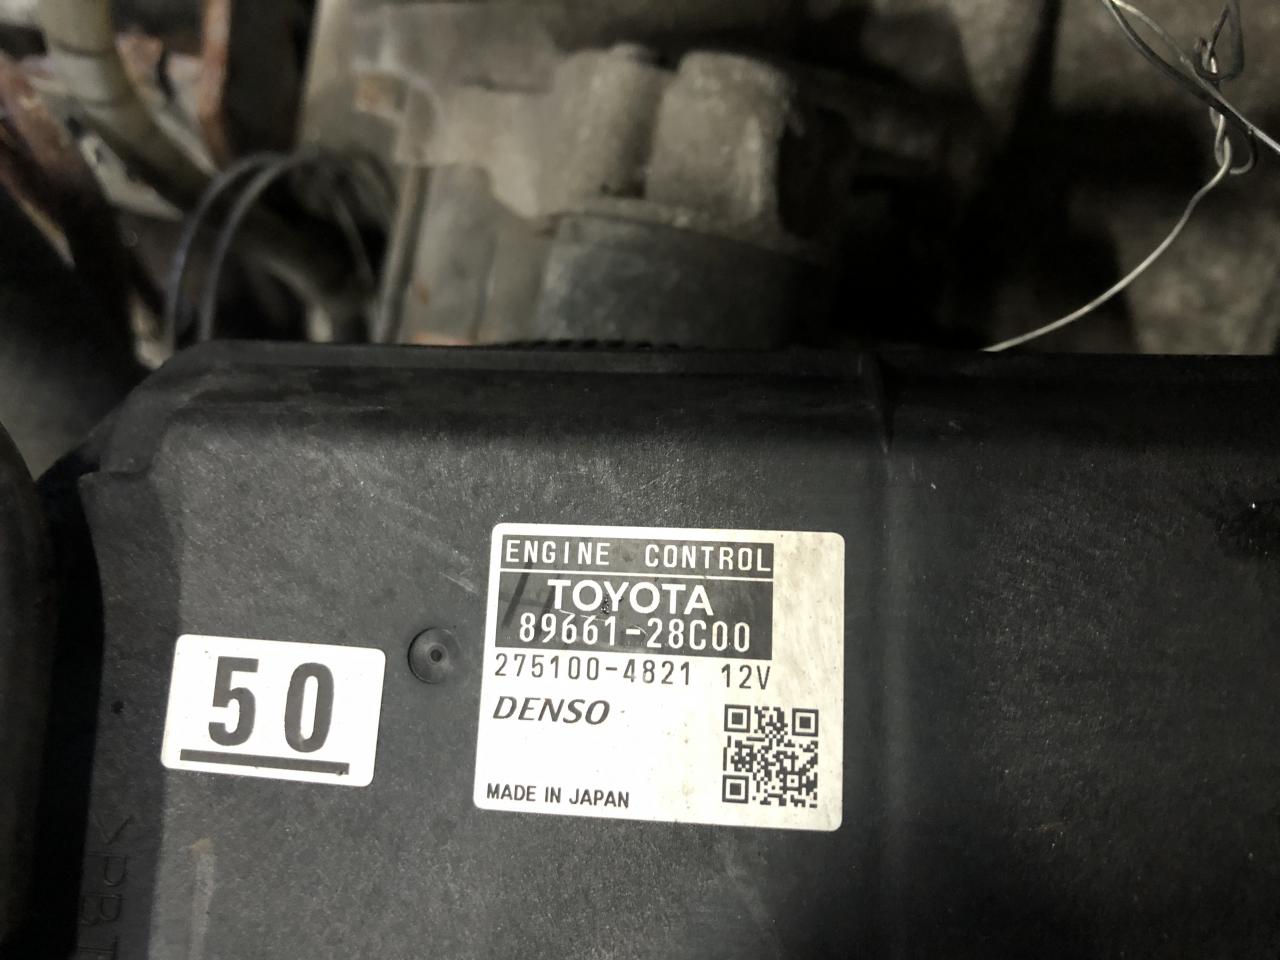 ENGINE CONTROL
TOYOTA
89661-28C00
275100-4821 12V
DENSO
MADE IN JAPAN
50